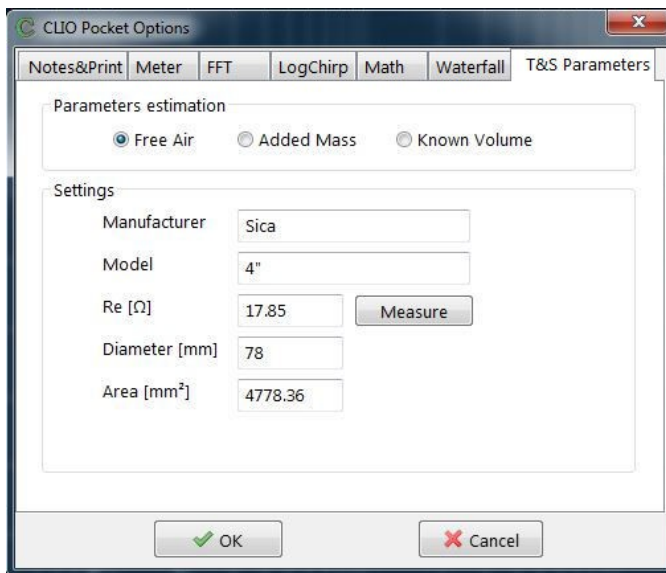 CLIO Pocket Options
Notes&Print Meter FFT LogChirp Math Waterfall T&S Parameters
Parameters estimation
Free Air Added Mass Known Volume
Settings
Manufacturer Sica
Model 4"
Re [Ω] 17.85 Measure
Diameter [mm] 78
Area [mm²] 4778.36
OK Cancel